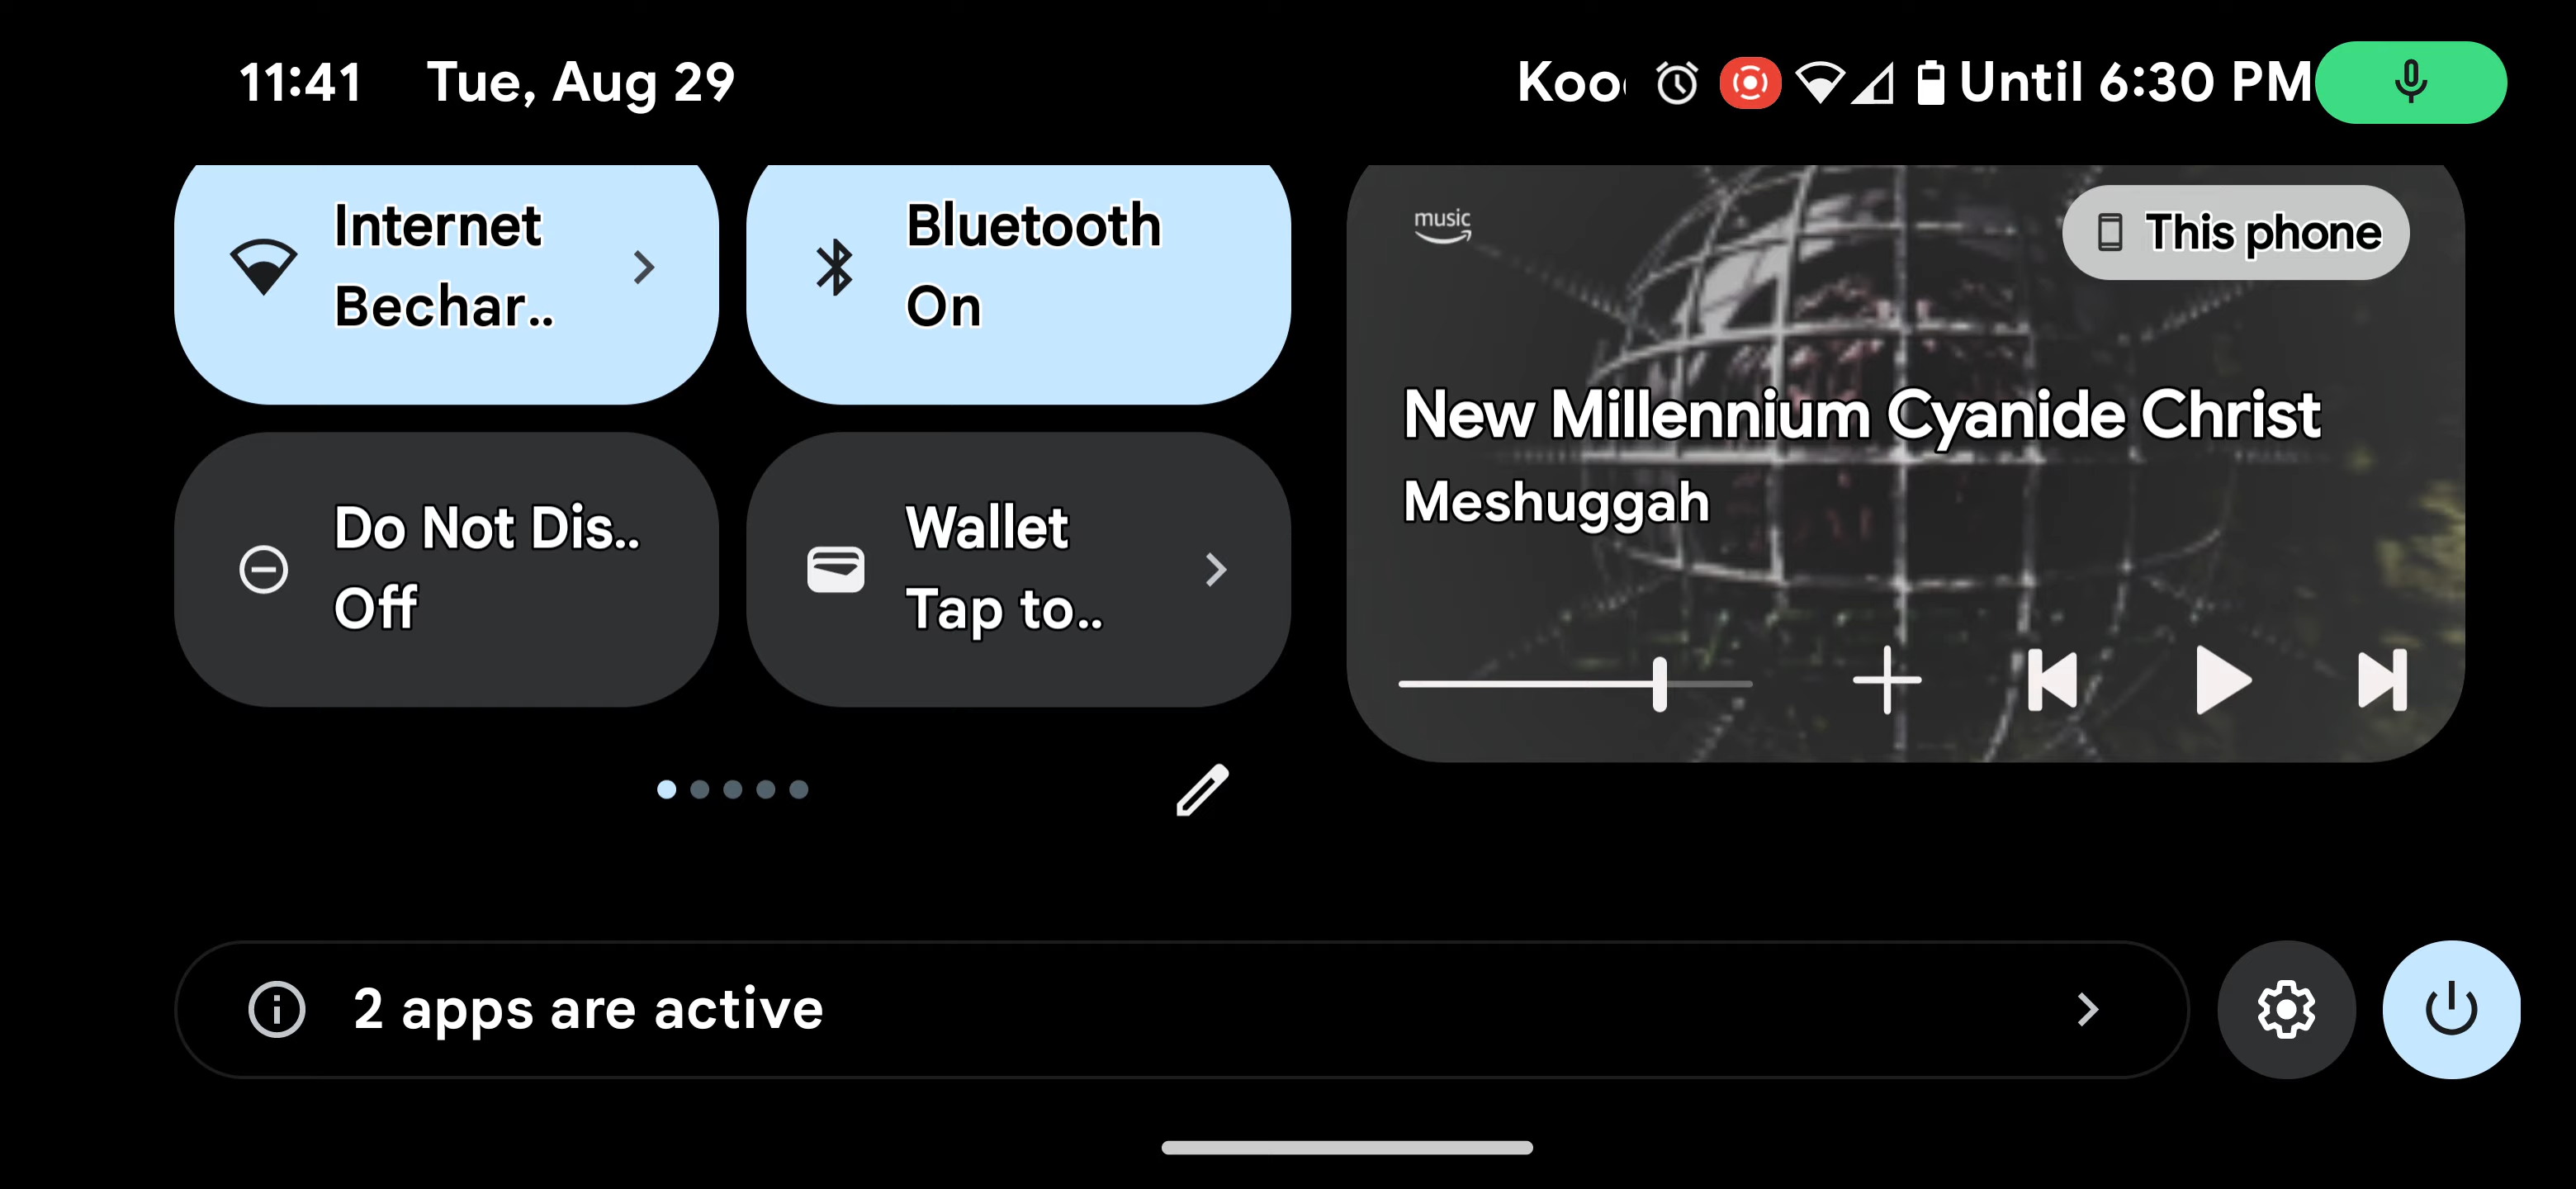 11:41 Tue, Aug 29
Koo
Until 6:30 PM
Internet
Bechar..
Bluetooth
On
Do Not Dis..
Off
Wallet
Tap to..
music
This phone
New Millennium Cyanide Christ
Meshuggah
2 apps are active